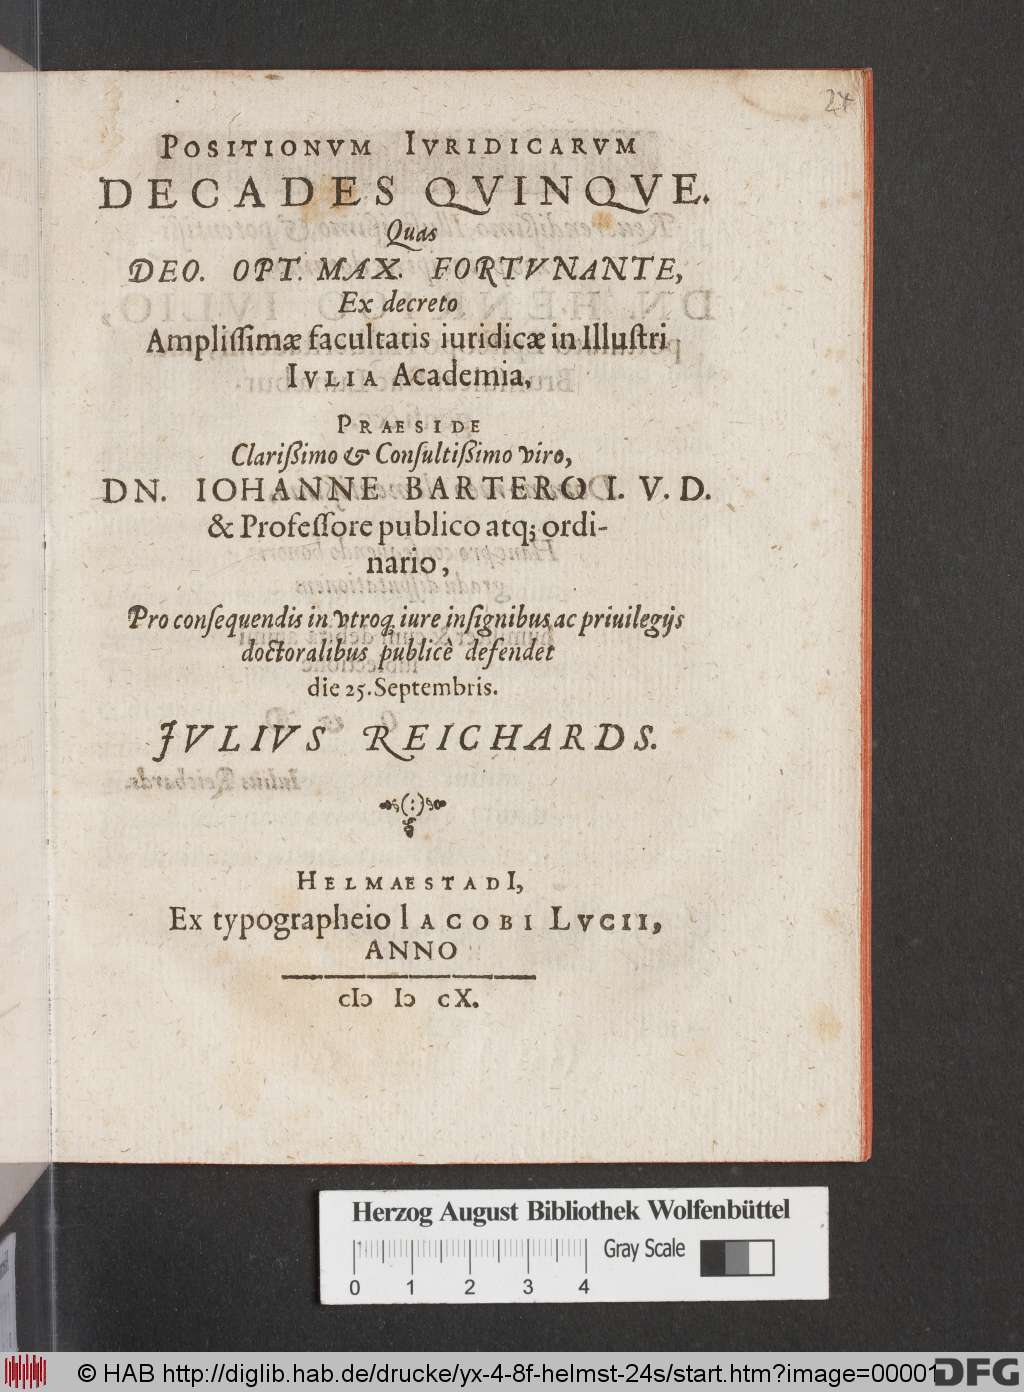 24
POSITIONVM IVRIDICARVM
DECADES QVINQVE.
Quas
DEO. OPT. MAX. FORTVNANTE,
Ex decreto
Ampliſſimæ facultatis iuridicæ in Illuſtri
IVLIA Academia,
PRAESIDE
Clarißimo & Conſultißimo viro,
DN. IOHANNE BARTERO I. V. D.
& Profeſſore publico atq; ordi-
nario,
Pro conſequendis in vtroq; iure inſignibus ac priuilegijs
doctoralibus publicè defendet
die 25. Septembris.
JVLIVS REICHARDS.
HELMAESTADI,
Ex typographeio IACOBI LVCII,
ANNO
cIↄ Iↄ cX.
Herzog August Bibliothek Wolfenbüttel
Gray Scale
0 1 2 3 4
© HAB http://diglib.hab.de/drucke/yx-4-8f-helmst-24s/start.htm?image=00001
DFG